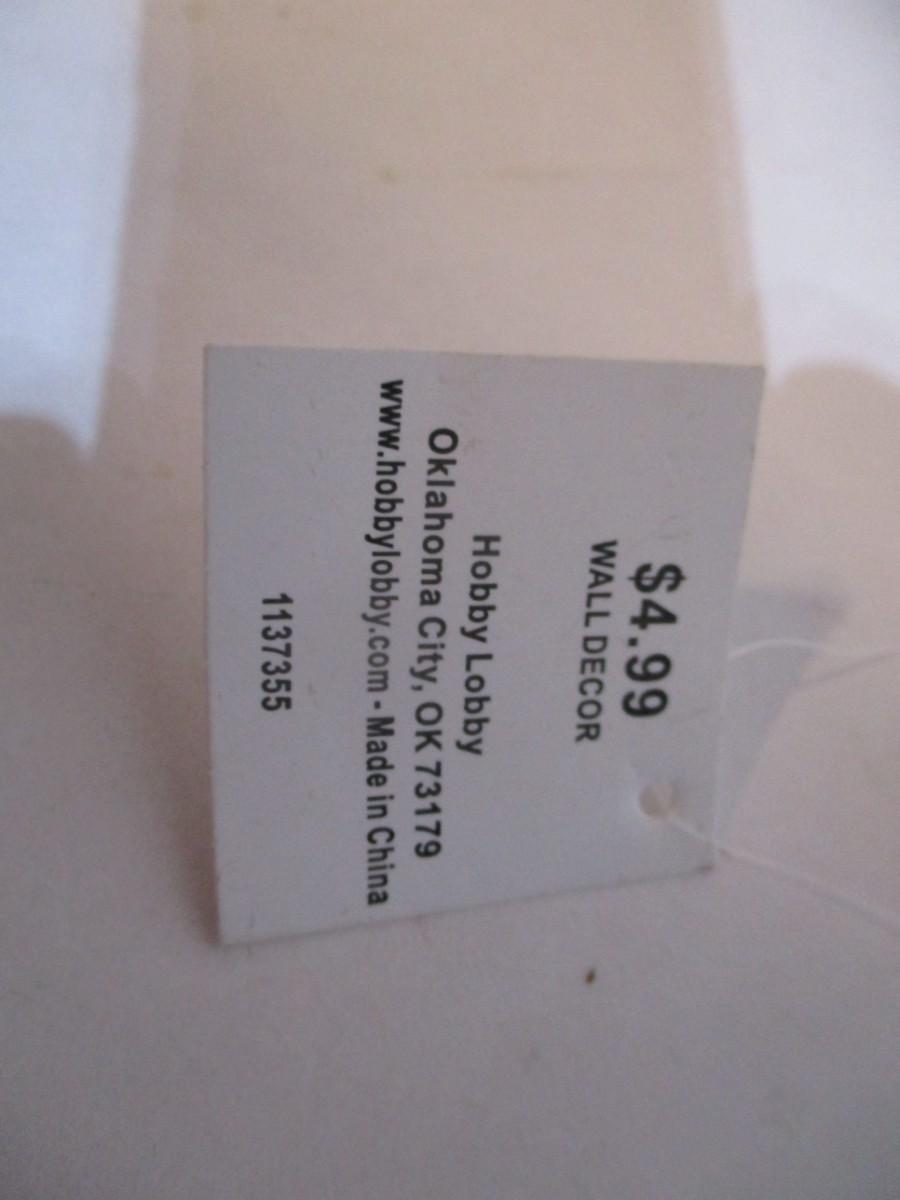 $4.99
WALL DECOR
Hobby Lobby
Oklahoma City, OK 73179
www.hobbylobby.com - Made in China
1137355